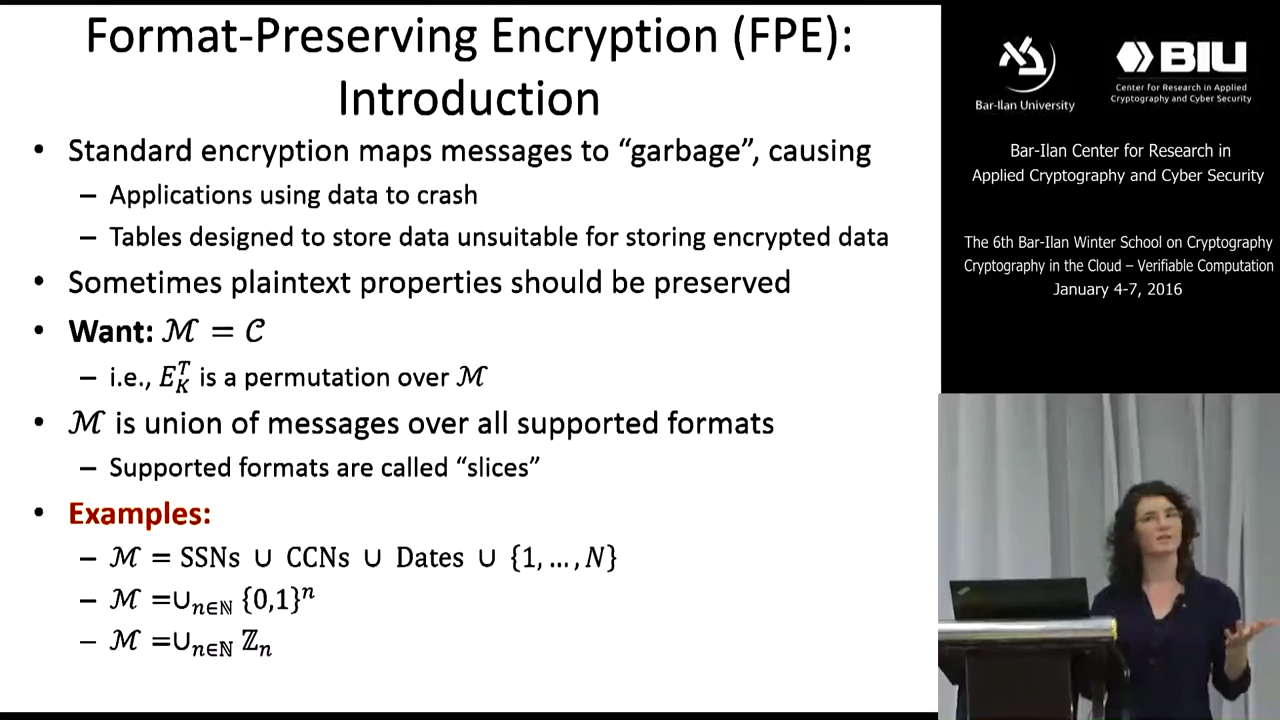 Format-Preserving Encryption (FPE):
Introduction
• Standard encryption maps messages to “garbage”, causing
– Applications using data to crash
– Tables designed to store data unsuitable for storing encrypted data
• Sometimes plaintext properties should be preserved
• Want: ℳ = 𝒞
– i.e., E_K^T is a permutation over ℳ
• ℳ is union of messages over all supported formats
– Supported formats are called “slices”
• Examples:
– ℳ = SSNs ∪ CCNs ∪ Dates ∪ {1, …, N}
– ℳ =∪_{n∈ℕ} {0,1}^n
– ℳ =∪_{n∈ℕ} ℤ_n
Bar-Ilan University
BIU
Center for Research in Applied
Cryptography and Cyber Security
Bar-Ilan Center for Research in
Applied Cryptography and Cyber Security
The 6th Bar-Ilan Winter School on Cryptography
Cryptography in the Cloud – Verifiable Computation
January 4-7, 2016